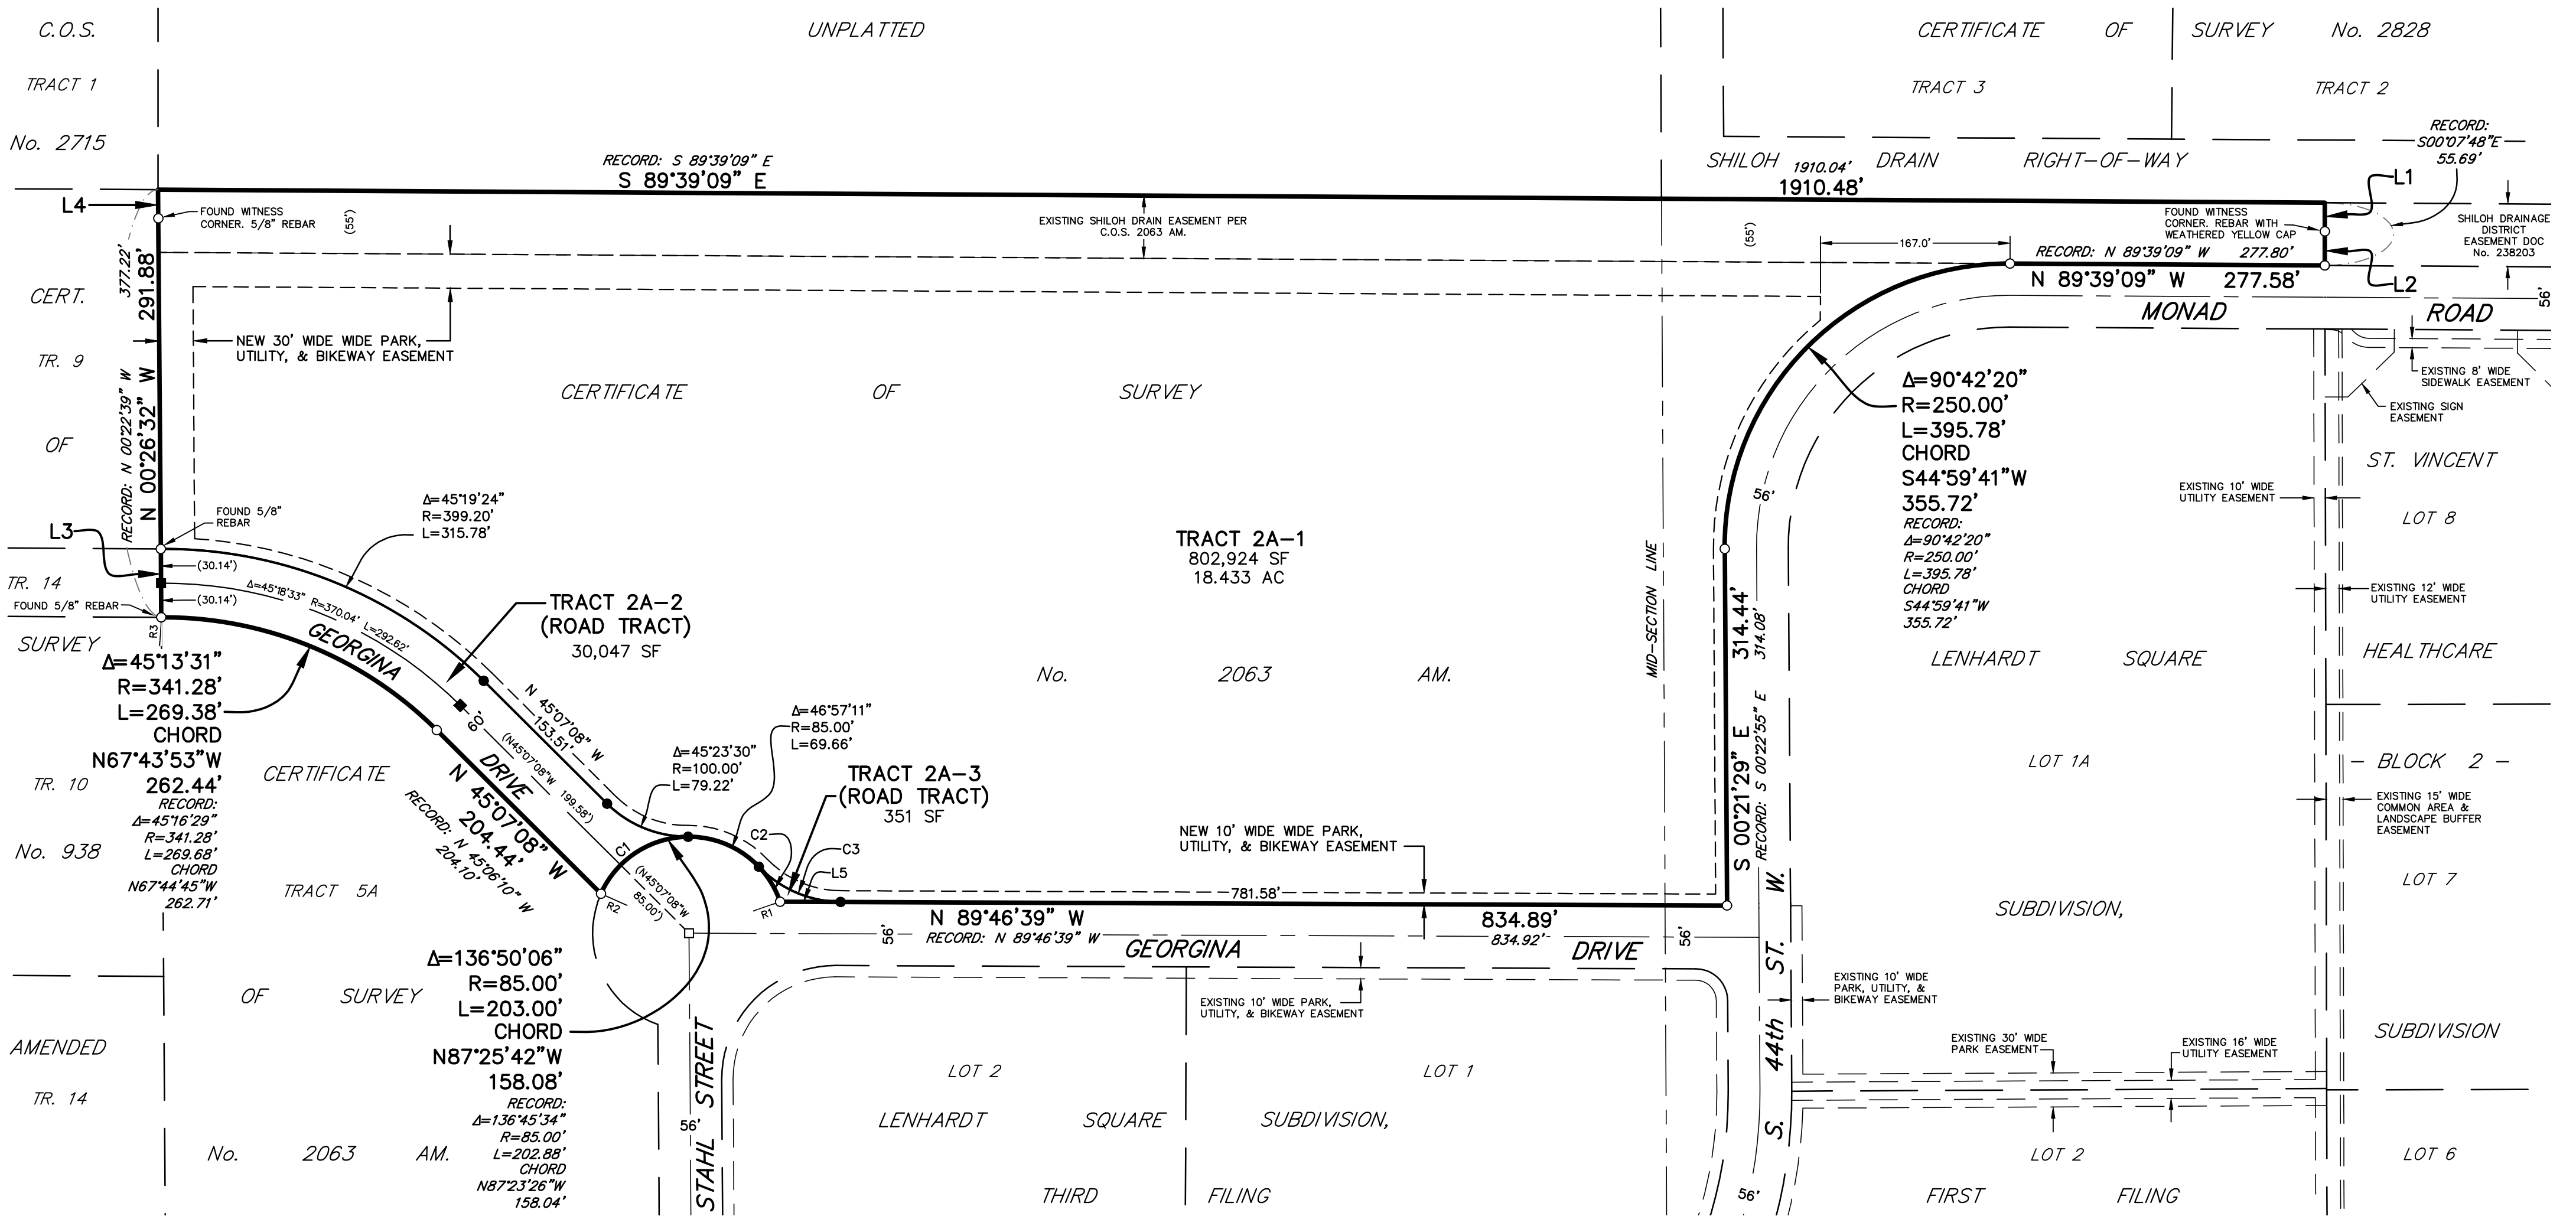 C.O.S.
TRACT 1
No. 2715
UNPLATTED
CERTIFICATE OF SURVEY No. 2828
TRACT 3
TRACT 2
RECORD:
S00°07'48"E
55.69'
SHILOH DRAIN RIGHT-OF-WAY
RECORD: S 89°39'09" E
S 89°39'09" E
1910.04'
1910.48'
L1
L4
FOUND WITNESS
CORNER. 5/8" REBAR
(55')
EXISTING SHILOH DRAIN EASEMENT PER
C.O.S. 2063 AM.
(55')
167.0'
FOUND WITNESS
CORNER. REBAR WITH
WEATHERED YELLOW CAP
SHILOH DRAINAGE
DISTRICT
EASEMENT DOC
No. 238203
RECORD: N 89°39'09" W 277.80'
N 89°39'09" W 277.58'
L2
56'
MONAD ROAD
377.22'
291.88'
N 00°26'32" W
RECORD: N 00°22'39" W
CERT.
TR. 9
OF
NEW 30' WIDE WIDE PARK,
UTILITY, & BIKEWAY EASEMENT
CERTIFICATE OF SURVEY
No. 2063 AM.
Δ=90°42'20"
R=250.00'
L=395.78'
CHORD
S44°59'41"W
355.72'
RECORD:
Δ=90°42'20"
R=250.00'
L=395.78'
CHORD
S44°59'41"W
355.72'
EXISTING 8' WIDE
SIDEWALK EASEMENT
EXISTING SIGN
EASEMENT
ST. VINCENT
LOT 8
EXISTING 10' WIDE
UTILITY EASEMENT
EXISTING 12' WIDE
UTILITY EASEMENT
HEALTHCARE
L3
FOUND 5/8"
REBAR
Δ=45°19'24"
R=399.20'
L=315.78'
(30.14')
Δ=45°18'33" R=370.04' L=292.62'
(30.14')
TR. 14
FOUND 5/8" REBAR
R3
SURVEY
TRACT 2A-1
802,924 SF
18.433 AC
TRACT 2A-2
(ROAD TRACT)
30,047 SF
GEORGINA
DRIVE
60'
MID-SECTION LINE
314.44'
314.08'
S 00°21'29" E
RECORD: S 00°22'55" E
56'
LENHARDT SQUARE
LOT 1A
SUBDIVISION,
BLOCK 2
EXISTING 15' WIDE
COMMON AREA &
LANDSCAPE BUFFER
EASEMENT
LOT 7
Δ=45°13'31"
R=341.28'
L=269.38'
CHORD
N67°43'53"W
262.44'
RECORD:
Δ=45°16'29"
R=341.28'
L=269.68'
CHORD
N67°44'45"W
262.71'
TR. 10
No. 938
CERTIFICATE
TRACT 5A
N 45°07'08" W
153.51'
(N45°07'08"W 199.58')
N 45°07'08" W
204.44'
RECORD: N 45°06'10" W
204.10'
Δ=45°23'30"
R=100.00'
L=79.22'
Δ=46°57'11"
R=85.00'
L=69.66'
TRACT 2A-3
(ROAD TRACT)
351 SF
C1
C2
C3
L5
R2
R1
(N45°07'08"W
85.00')
NEW 10' WIDE WIDE PARK,
UTILITY, & BIKEWAY EASEMENT
781.58'
N 89°46'39" W
RECORD: N 89°46'39" W
834.89'
834.92'
56'
56'
GEORGINA DRIVE
Δ=136°50'06"
R=85.00'
L=203.00'
CHORD
N87°25'42"W
158.08'
RECORD:
Δ=136°45'34"
R=85.00'
L=202.88'
CHORD
N87°23'26"W
158.04'
OF SURVEY
No. 2063 AM.
AMENDED
TR. 14
STAHL STREET
56'
EXISTING 10' WIDE PARK,
UTILITY, & BIKEWAY EASEMENT
LOT 2
LOT 1
LENHARDT SQUARE SUBDIVISION,
THIRD FILING
S. 44th ST. W.
56'
EXISTING 10' WIDE
PARK, UTILITY, &
BIKEWAY EASEMENT
EXISTING 30' WIDE
PARK EASEMENT
EXISTING 16' WIDE
UTILITY EASEMENT
SUBDIVISION
LOT 2
LOT 6
FIRST FILING